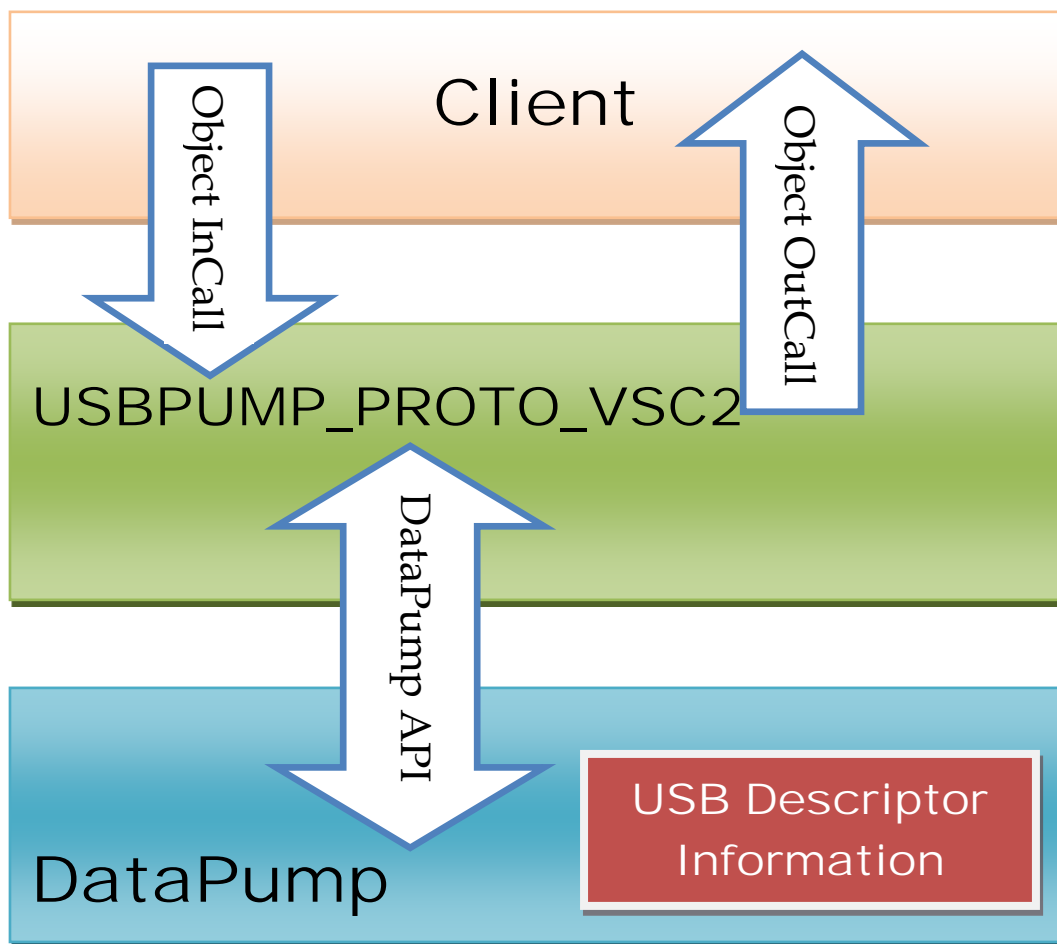 Client
Object InCall
Object OutCall
USBPUMP_PROTO_VSC2
DataPump API
USB Descriptor
Information
DataPump